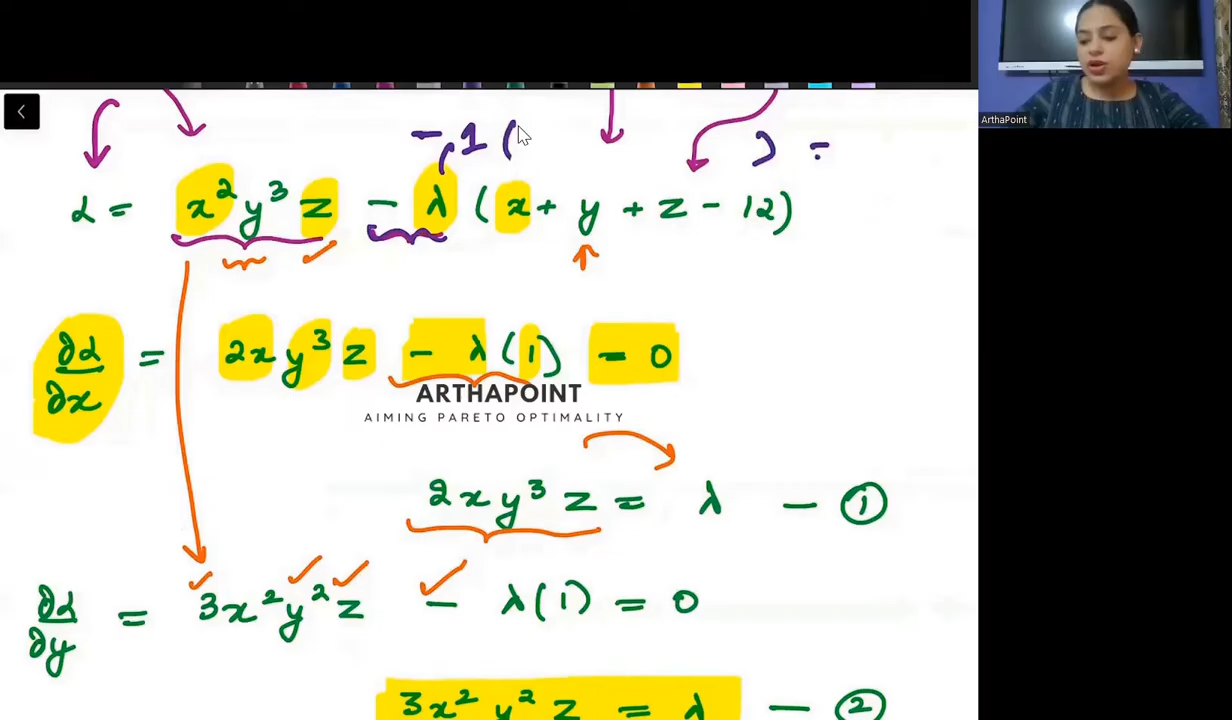 - 1 ( ) =
ArthaPoint
α = x²y³z - λ ( x + y + z - 12)
∂α/∂x = 2xy³z - λ(1) = 0
ARTHAPOINT
AIMING PARETO OPTIMALITY
2xy³z = λ - ①
∂α/∂y = 3x²y²z - λ(1) = 0
3x²y²z = λ - ②